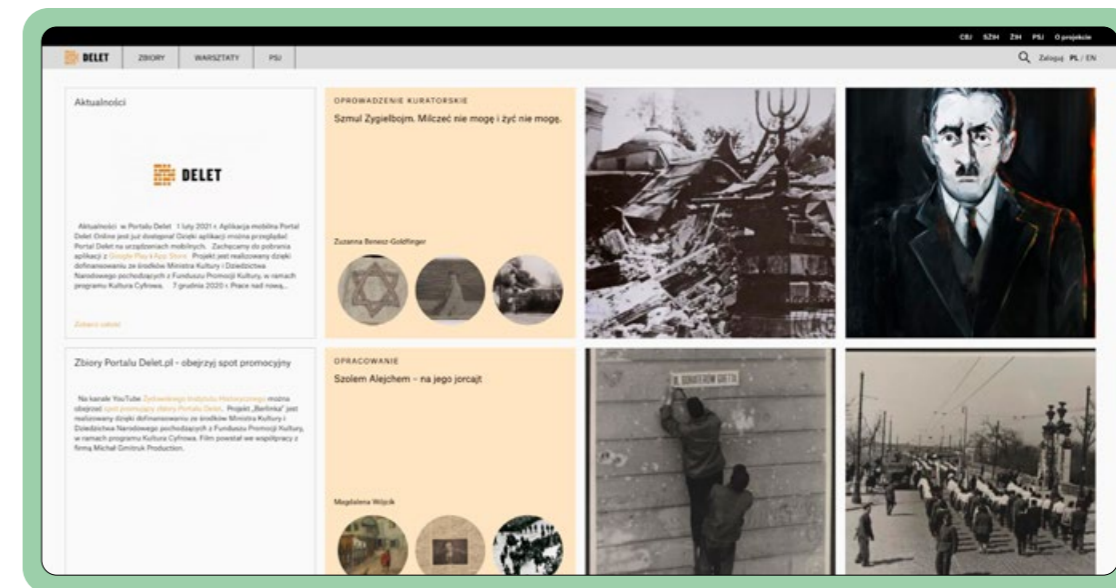 CBJ SŻIH ŻIH PSJ O projekcie
DELET ZBIORY WARSZTATY PSJ Zaloguj PL / EN
Aktualności
DELET
Aktualności w Portalu Delet 1 luty 2021 r. Aplikacja mobilna Portal
Delet Online jest już dostępna! Dzięki aplikacji można przeglądać
Portal Delet na urządzeniach mobilnych. Zachęcamy do pobrania
aplikacji z Google Play i App Store. Projekt jest realizowany dzięki
dofinansowaniu ze środków Ministra Kultury i Dziedzictwa
Narodowego pochodzących z Funduszu Promocji Kultury, w ramach
programu Kultura Cyfrowa. 7 grudnia 2020 r. Prace nad nową...
Zobacz całość
OPROWADZENIE KURATORSKIE
Szmul Zygielbojm. Milczeć nie mogę i żyć nie mogę.
Zuzanna Benesz-Goldfinger
Zbiory Portalu Delet.pl - obejrzyj spot promocyjny
Na kanale YouTube Żydowskiego Instytutu Historycznego można
obejrzeć spot promujący zbiory Portalu Delet. Projekt „Berlinka” jest
realizowany dzięki dofinansowaniu ze środków Ministra Kultury i
Dziedzictwa Narodowego pochodzących z Funduszu Promocji Kultury,
w ramach programu Kultura Cyfrowa. Film powstał we współpracy z
firmą Michał Gmitruk Production.
OPRACOWANIE
Szolem Alejchem – na jego jorcajt
Magdalena Wójcik
UL. BOHATERÓW GHETTA